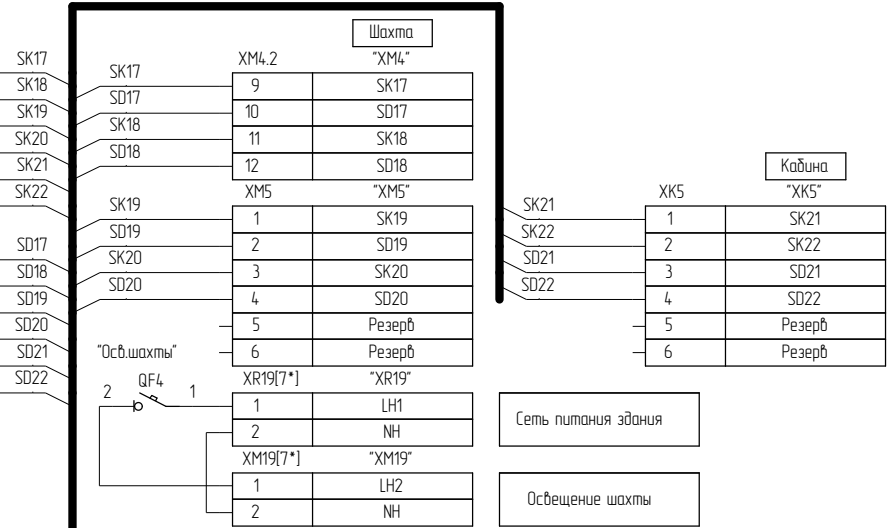 Шахта
SK17
SK18
SK19
SK20
SK21
SK22
SD17
SD18
SD19
SD20
SD21
SD22
SK17
SD17
SK18
SD18
XM4.2 "XM4"
9 SK17
10 SD17
11 SK18
12 SD18
SK19
SD19
SK20
SD20
XM5 "XM5"
1 SK19
2 SD19
3 SK20
4 SD20
5 Резерв
6 Резерв
"Осв.шахты"
2 QF4 1
XR19[7*] "XR19"
1 LH1
2 NH
Сеть питания здания
XM19[7*] "XM19"
1 LH2
2 NH
Освещение шахты
Кабина
SK21
SK22
SD21
SD22
XK5 "XK5"
1 SK21
2 SK22
3 SD21
4 SD22
5 Резерв
6 Резерв